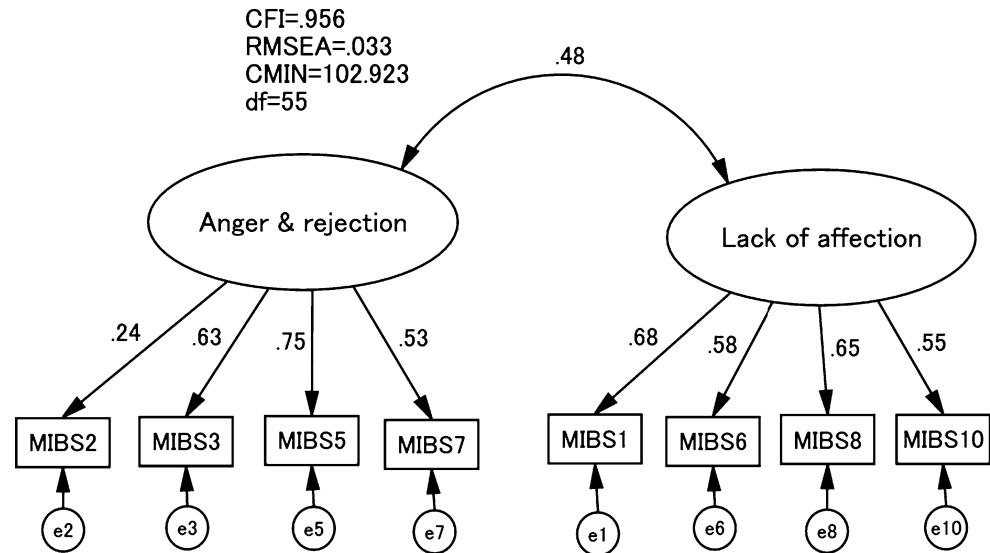 CFI=.956
RMSEA=.033
CMIN=102.923
df=55
.48
Anger & rejection
Lack of affection
.24
.63
.75
.53
.68
.58
.65
.55
MIBS2
MIBS3
MIBS5
MIBS7
MIBS1
MIBS6
MIBS8
MIBS10
e2
e3
e5
e7
e1
e6
e8
e10